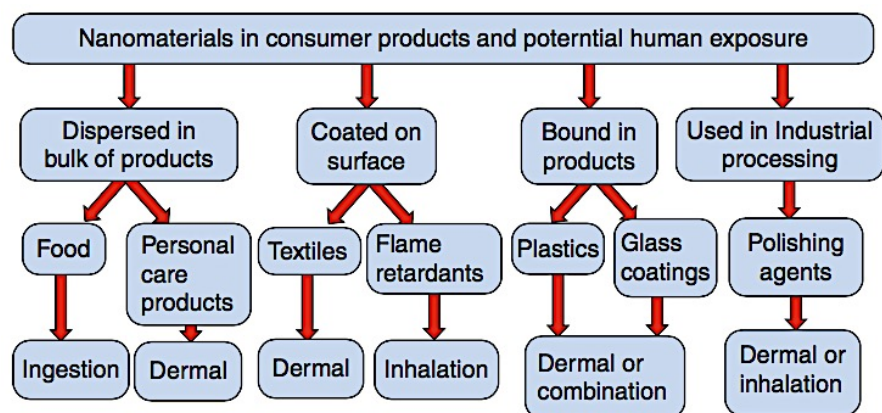 Nanomaterials in consumer products and poterntial human exposure
Dispersed in
bulk of products
Coated on
surface
Bound in
products
Used in Industrial
processing
Food
Personal
care
products
Textiles
Flame
retardants
Plastics
Glass
coatings
Polishing
agents
Ingestion
Dermal
Dermal
Inhalation
Dermal or
combination
Dermal or
inhalation